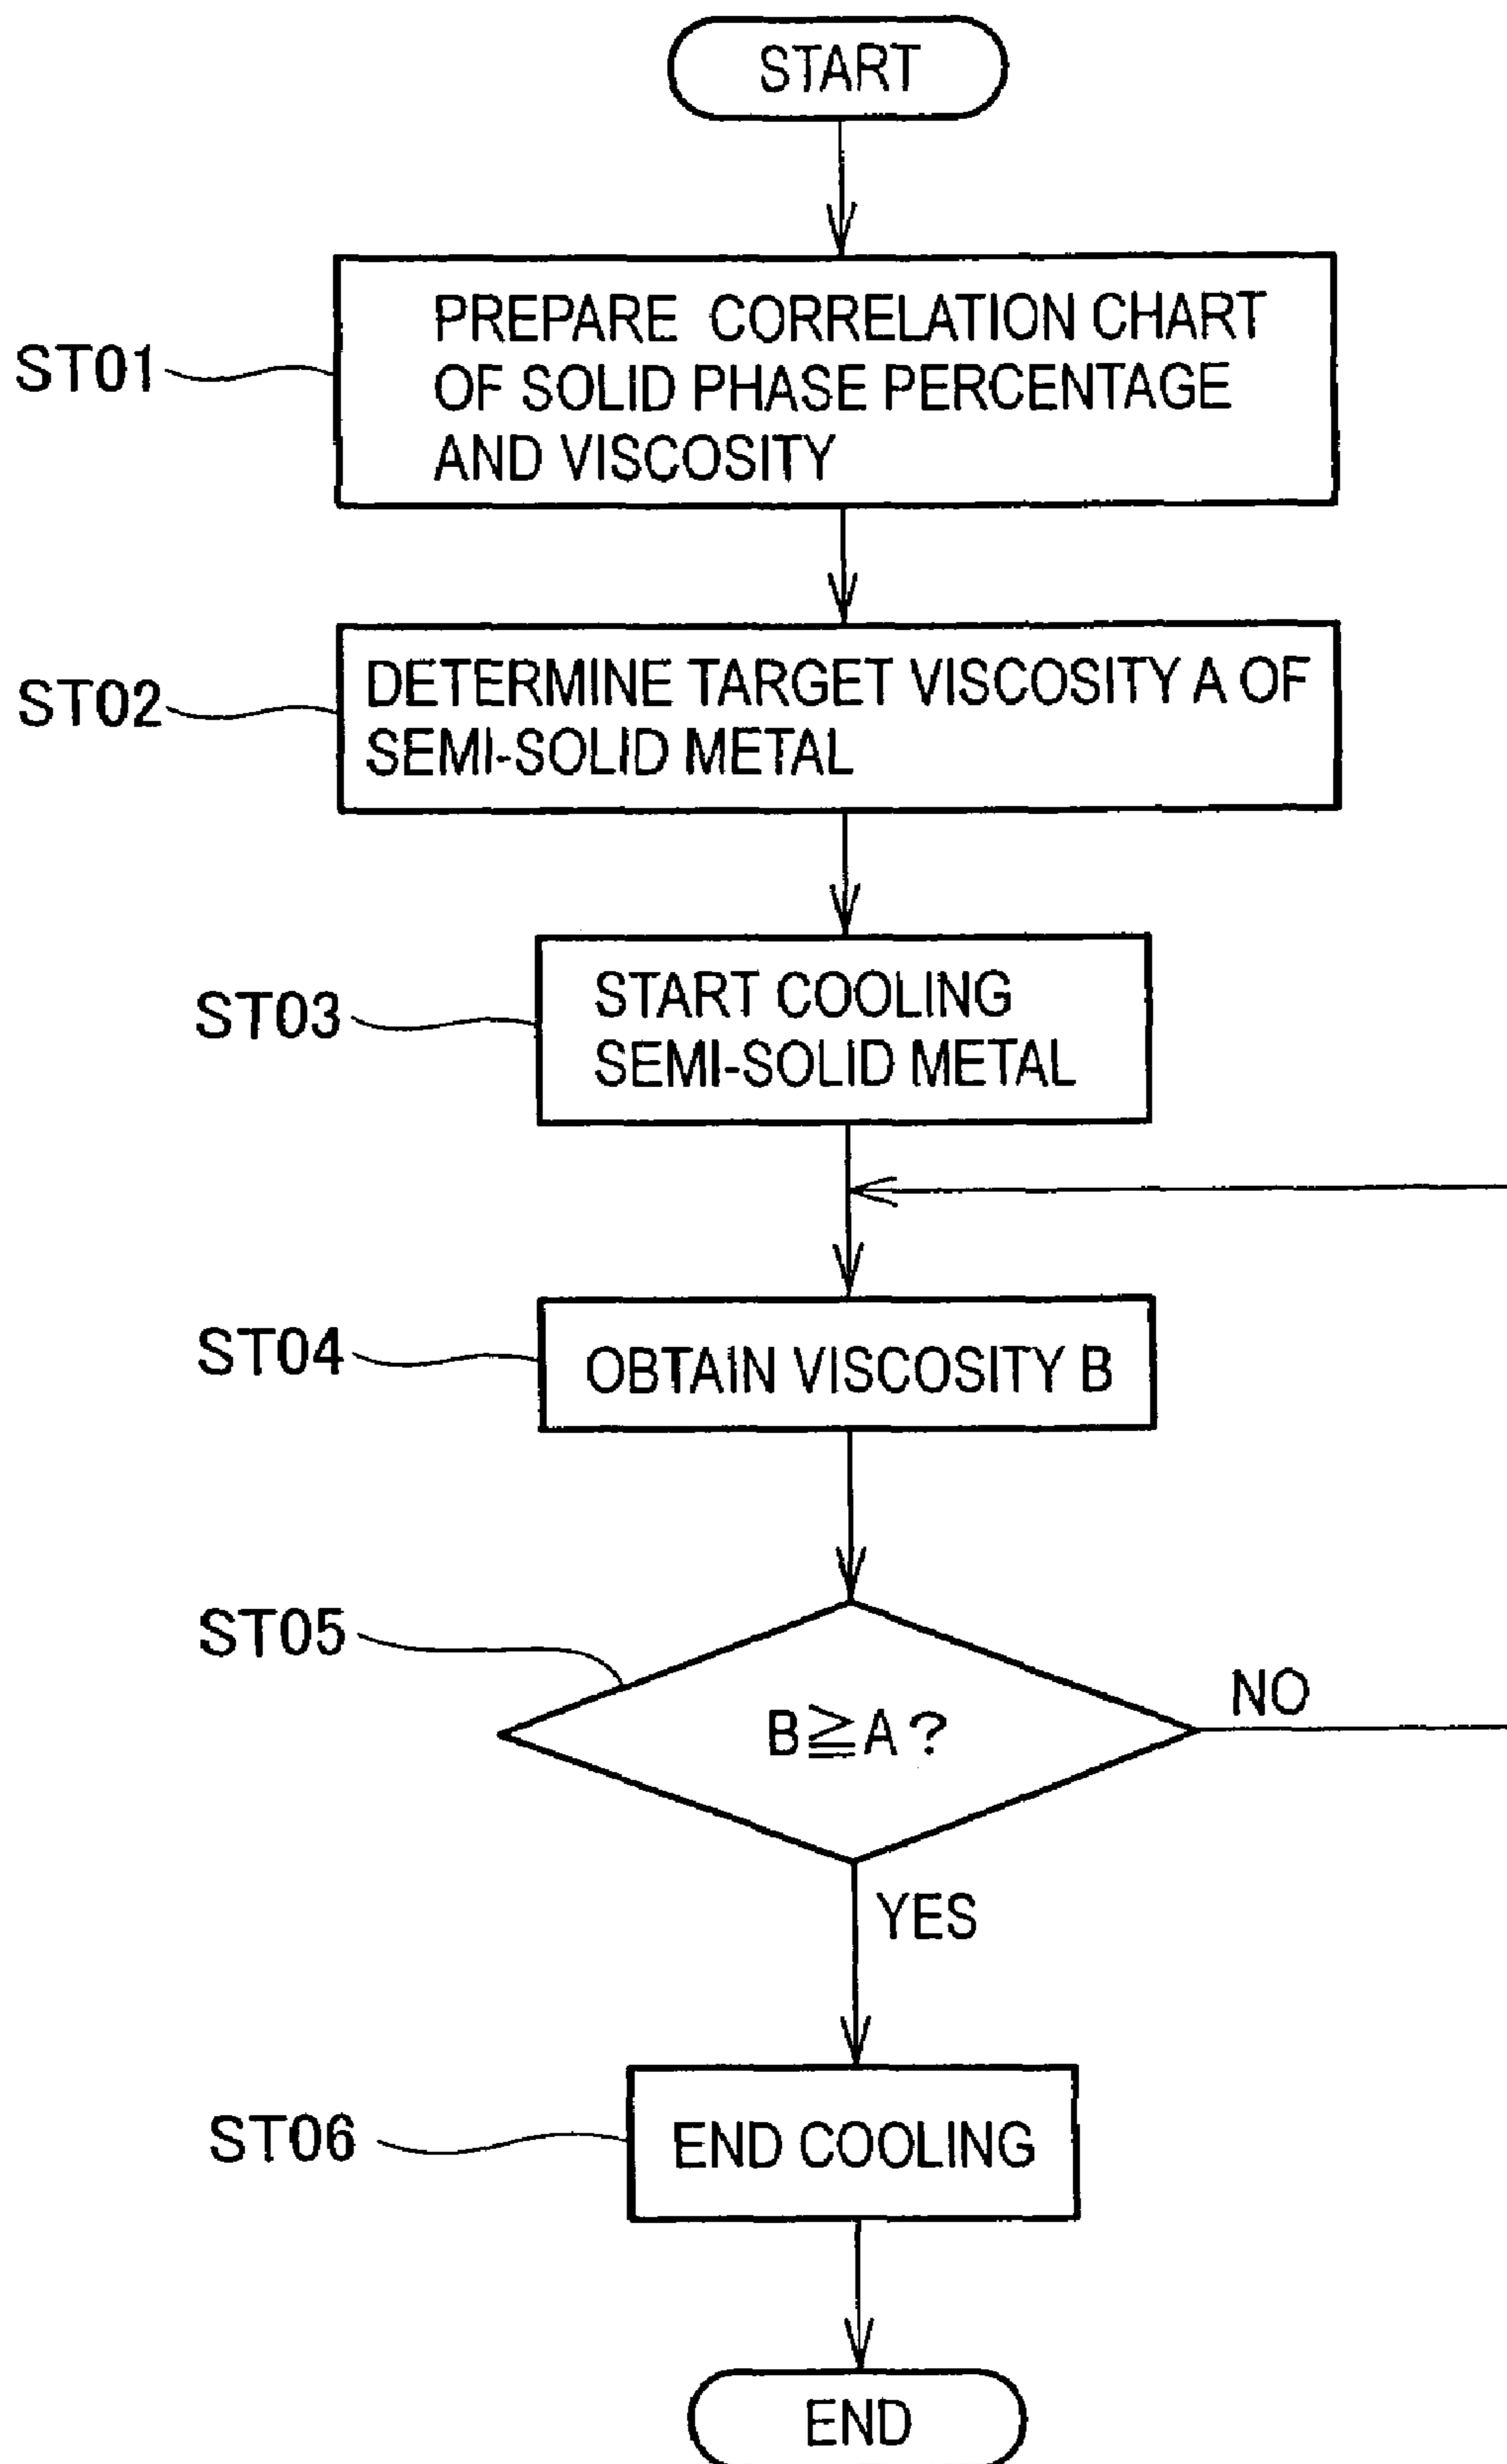 START
ST01
PREPARE CORRELATION CHART
OF SOLID PHASE PERCENTAGE
AND VISCOSITY
ST02
DETERMINE TARGET VISCOSITY A OF
SEMI-SOLID METAL
ST03
START COOLING
SEMI-SOLID METAL
ST04
OBTAIN VISCOSITY B
ST05
B≧A?
NO
YES
ST06
END COOLING
END